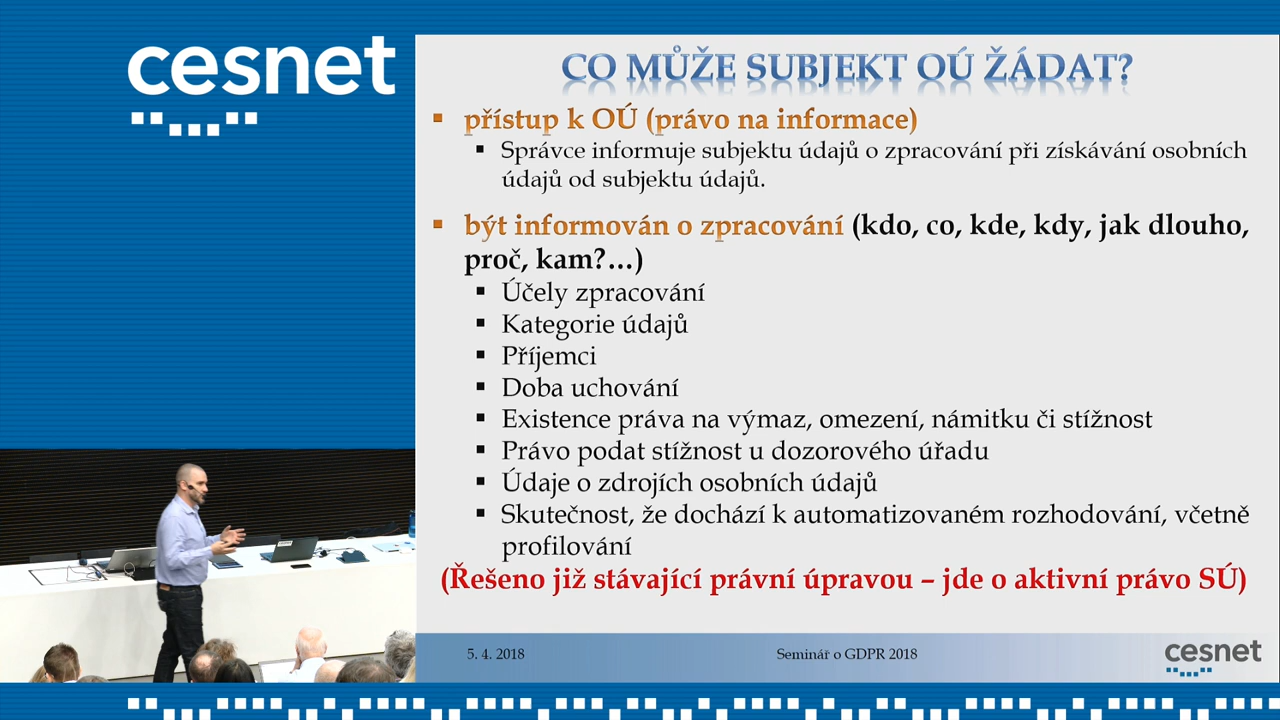 cesnet
CO MŮŽE SUBJEKT OÚ ŽÁDAT?
▪ přístup k OÚ (právo na informace)
▪ Správce informuje subjektu údajů o zpracování při získávání osobních
údajů od subjektu údajů.
▪ být informován o zpracování (kdo, co, kde, kdy, jak dlouho,
proč, kam?...)
▪ Účely zpracování
▪ Kategorie údajů
▪ Příjemci
▪ Doba uchování
▪ Existence práva na výmaz, omezení, námitku či stížnost
▪ Právo podat stížnost u dozorového úřadu
▪ Údaje o zdrojích osobních údajů
▪ Skutečnost, že dochází k automatizovaném rozhodování, včetně
profilování
(Řešeno již stávající právní úpravou – jde o aktivní právo SÚ)
5. 4. 2018
Seminář o GDPR 2018
cesnet